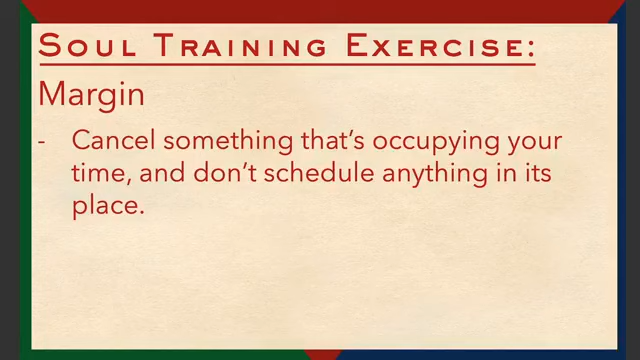 SOUL TRAINING EXERCISE:
Margin
- Cancel something that's occupying your
time, and don't schedule anything in its
place.